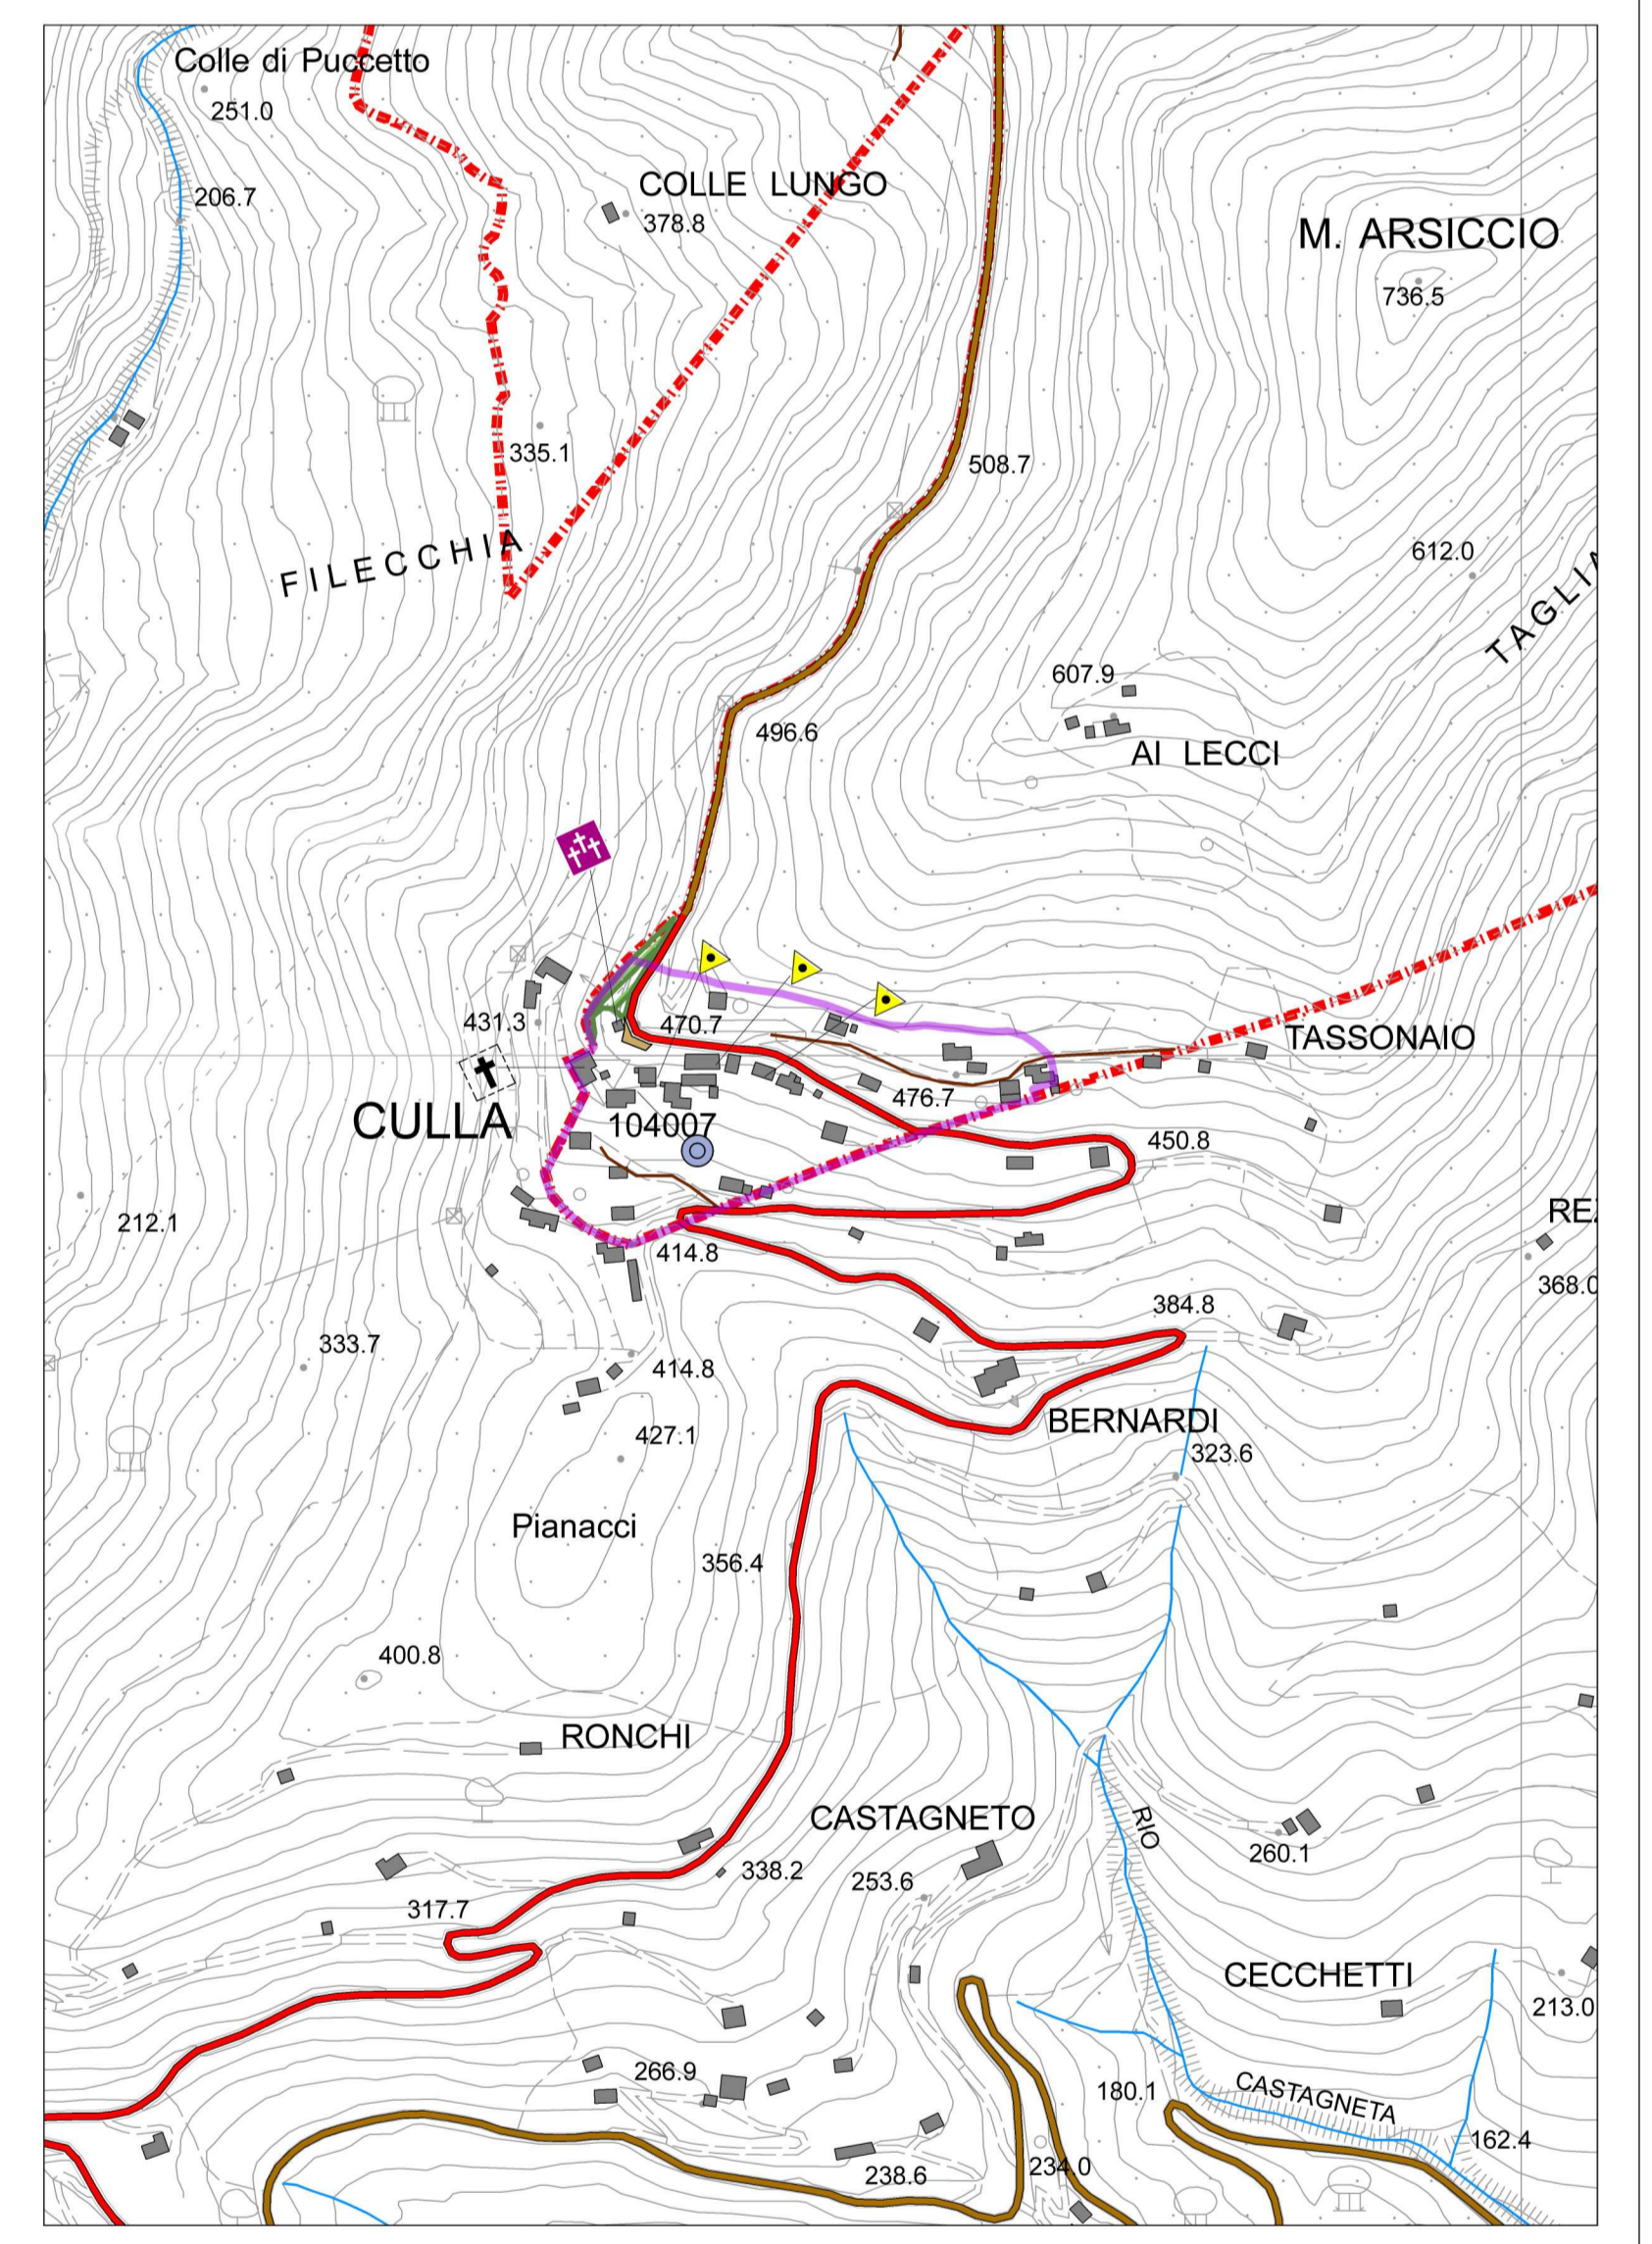 Colle di Puccetto
251.0
206.7
COLLE LUNGO
378.8
M. ARSICCIO
736.5
335.1
508.7
FILECCHIA
612.0
TAGLIA
607.9
496.6
AI LECCI
431.3
470.7
TASSONAIO
476.7
CULLA
104007
450.8
212.1
414.8
REZ
368.0
384.8
333.7
414.8
BERNARDI
427.1
323.6
Pianacci
356.4
400.8
RONCHI
CASTAGNETO
RIO
260.1
338.2
253.6
317.7
CECCHETTI
213.0
266.9
180.1
CASTAGNETA
162.4
238.6
234.0